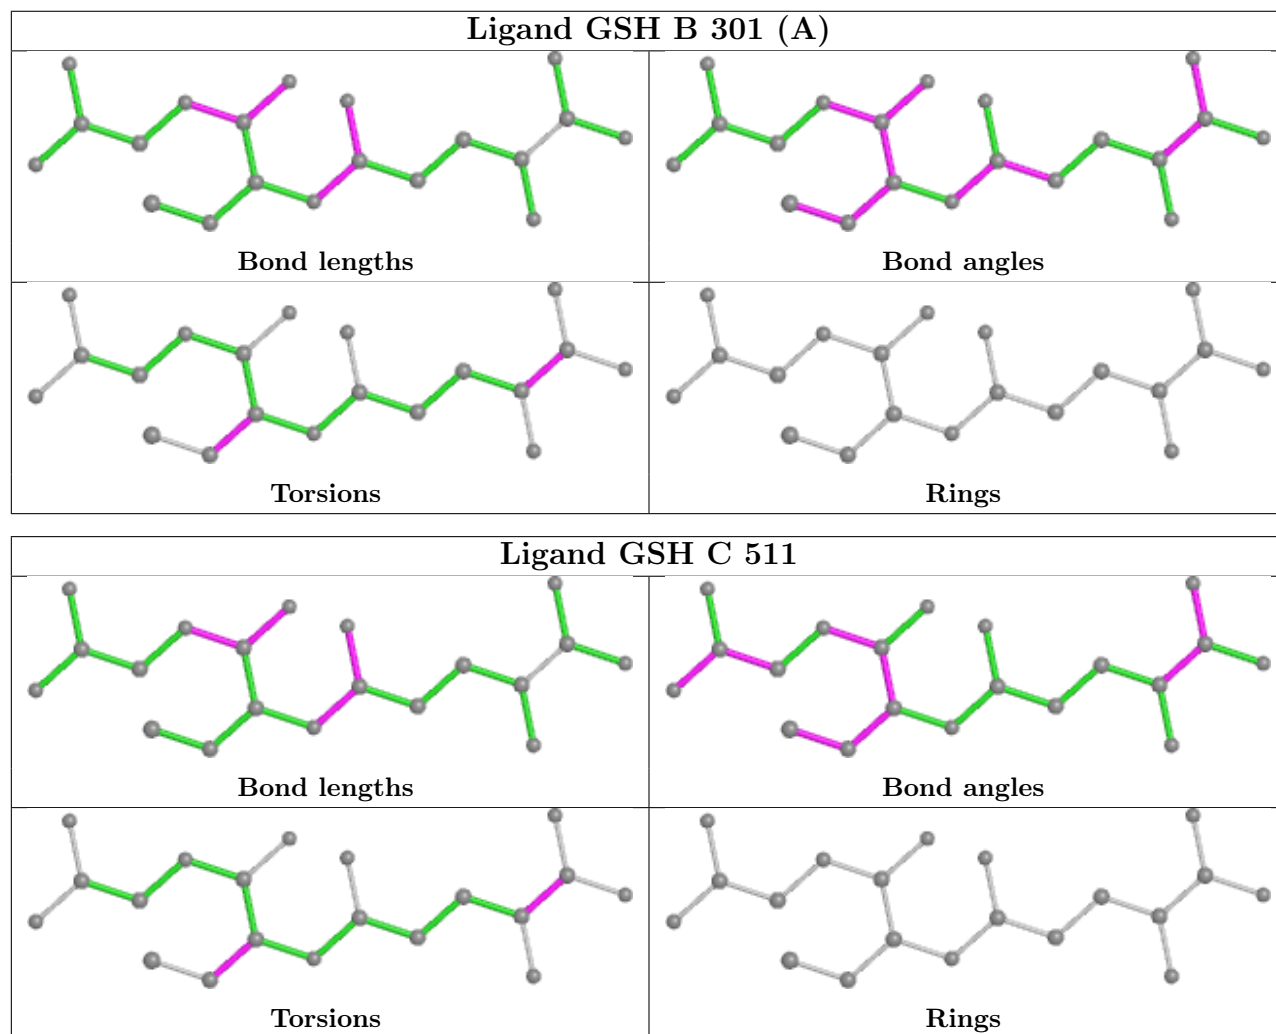 Ligand GSH B 301 (A)
Bond lengths
Bond angles
Torsions
Rings
Ligand GSH C 511
Bond lengths
Bond angles
Torsions
Rings